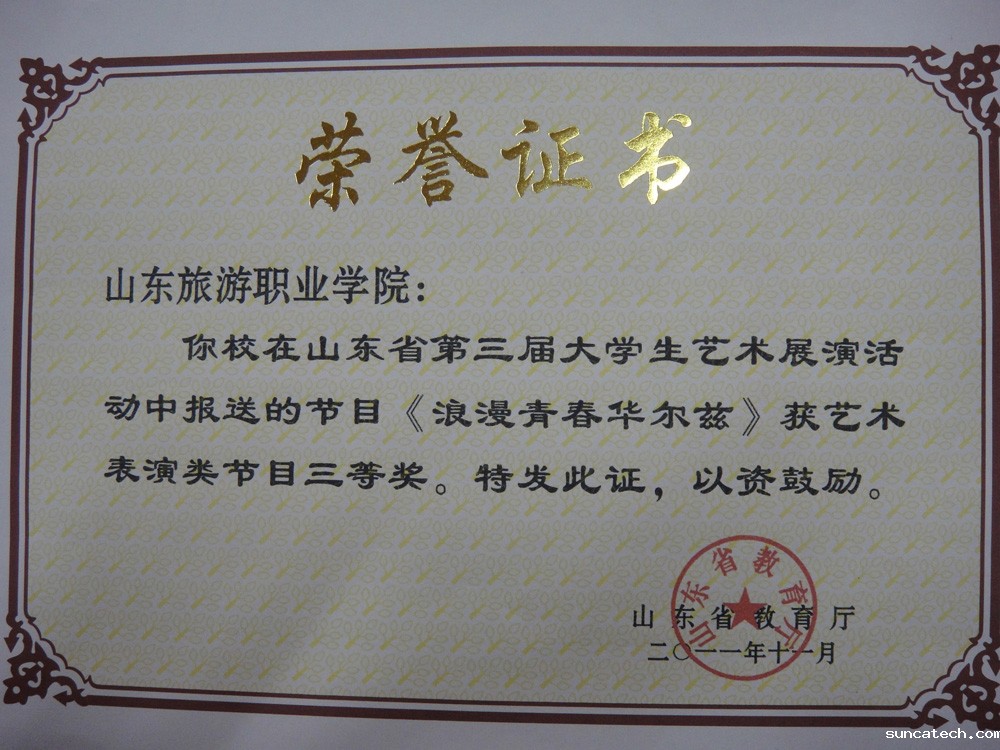 荣誉证书
山东旅游职业学院：
你校在山东省第三届大学生艺术展演活
动中报送的节目《浪漫青春华尔兹》获艺术
表演类节目三等奖。特发此证，以资鼓励。
山东省教育厅
山东省教育厅
二〇一一年十一月
suncatech.com